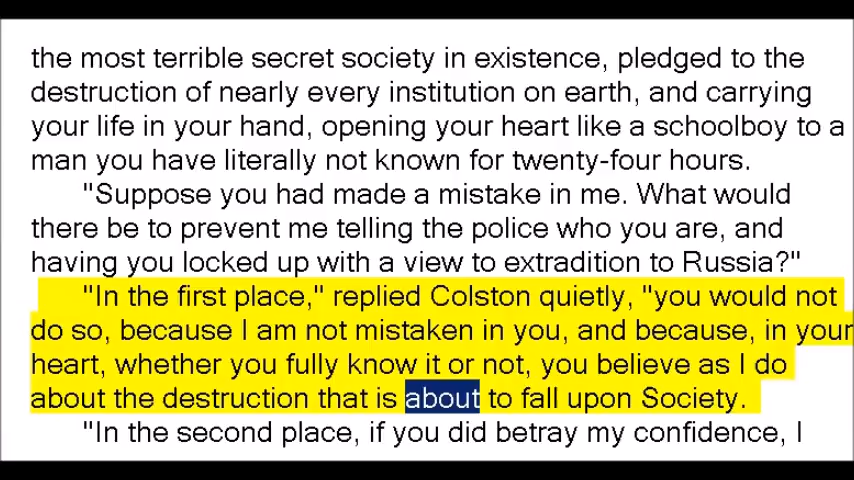 the most terrible secret society in existence, pledged to the
destruction of nearly every institution on earth, and carrying
your life in your hand, opening your heart like a schoolboy to a
man you have literally not known for twenty-four hours.
"Suppose you had made a mistake in me. What would
there be to prevent me telling the police who you are, and
having you locked up with a view to extradition to Russia?"
"In the first place," replied Colston quietly, "you would not
do so, because I am not mistaken in you, and because, in your
heart, whether you fully know it or not, you believe as I do
about the destruction that is about to fall upon Society.
"In the second place, if you did betray my confidence, I